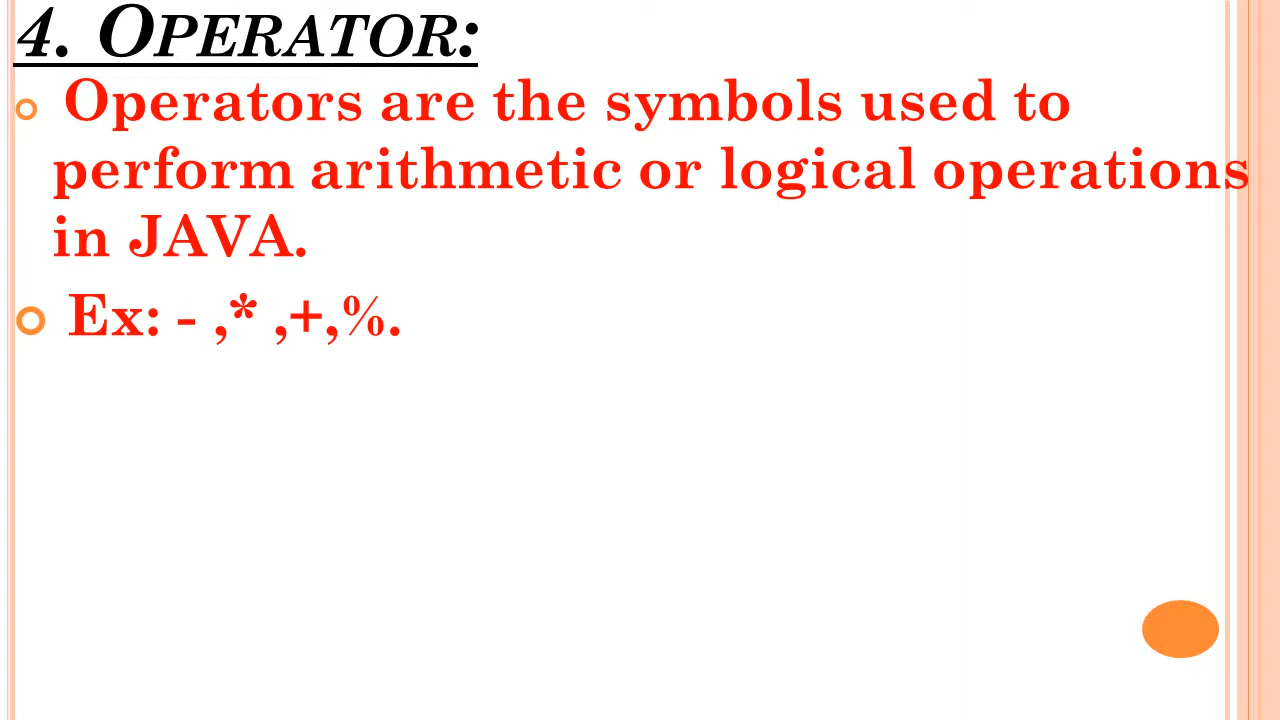 4. OPERATOR:
Operators are the symbols used to
perform arithmetic or logical operations
in JAVA.
Ex: - ,* ,+,%.